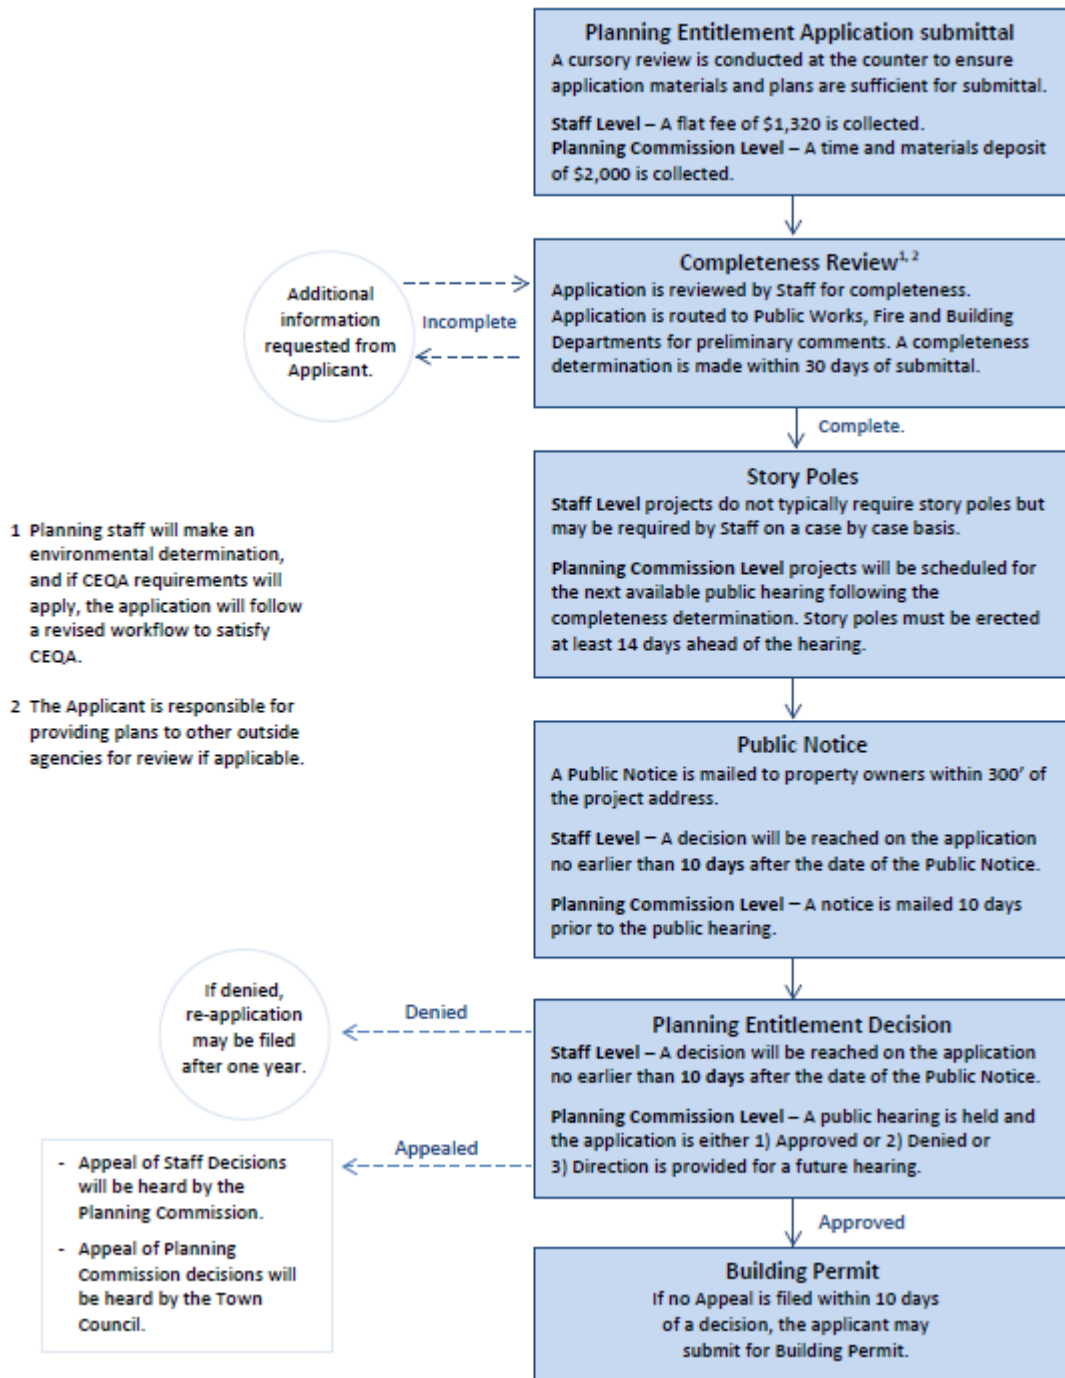 Planning Entitlement Application submittal
A cursory review is conducted at the counter to ensure
application materials and plans are sufficient for submittal.
Staff Level – A flat fee of $1,320 is collected.
Planning Commission Level – A time and materials deposit
of $2,000 is collected.
Completeness Review1, 2
Application is reviewed by Staff for completeness.
Application is routed to Public Works, Fire and Building
Departments for preliminary comments. A completeness
determination is made within 30 days of submittal.
Incomplete
Additional
information
requested from
Applicant.
Complete.
Story Poles
Staff Level projects do not typically require story poles but
may be required by Staff on a case by case basis.
Planning Commission Level projects will be scheduled for
the next available public hearing following the
completeness determination. Story poles must be erected
at least 14 days ahead of the hearing.
1 Planning staff will make an
environmental determination,
and if CEQA requirements will
apply, the application will follow
a revised workflow to satisfy
CEQA.
2 The Applicant is responsible for
providing plans to other outside
agencies for review if applicable.
Public Notice
A Public Notice is mailed to property owners within 300' of
the project address.
Staff Level – A decision will be reached on the application
no earlier than 10 days after the date of the Public Notice.
Planning Commission Level – A notice is mailed 10 days
prior to the public hearing.
Planning Entitlement Decision
Staff Level – A decision will be reached on the application
no earlier than 10 days after the date of the Public Notice.
Planning Commission Level – A public hearing is held and
the application is either 1) Approved or 2) Denied or
3) Direction is provided for a future hearing.
Denied
If denied,
re-application
may be filed
after one year.
Appealed
- Appeal of Staff Decisions
will be heard by the
Planning Commission.
- Appeal of Planning
Commission decisions will
be heard by the Town
Council.
Approved
Building Permit
If no Appeal is filed within 10 days
of a decision, the applicant may
submit for Building Permit.